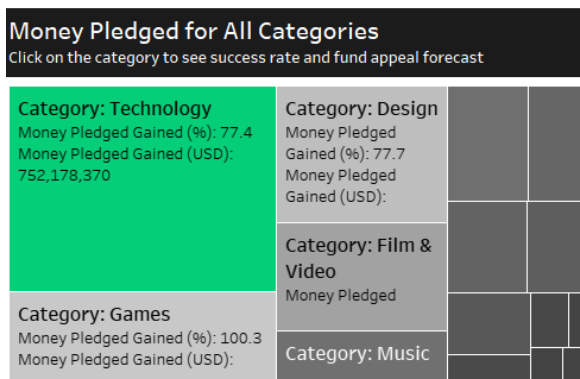 Money Pledged for All Categories
Click on the category to see success rate and fund appeal forecast
Category: Technology
Money Pledged Gained (%): 77.4
Money Pledged Gained (USD):
752,178,370
Category: Games
Money Pledged Gained (%): 100.3
Money Pledged Gained (USD):
Category: Design
Money Pledged
Gained (%): 77.7
Money Pledged
Gained (USD):
Category: Film &
Video
Money Pledged
Category: Music